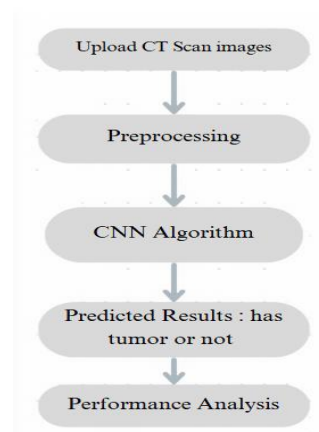 Upload CT Scan images
Preprocessing
CNN Algorithm
Predicted Results : has
tumor or not
Performance Analysis